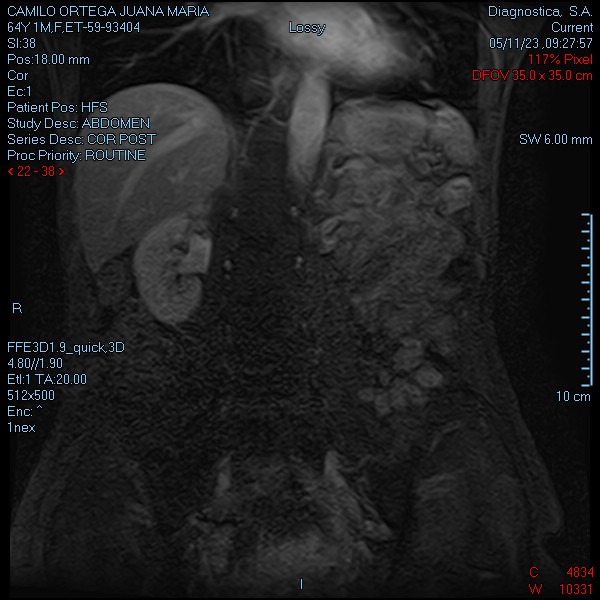 CAMILO ORTEGA JUANA MARIA
64Y 1M,F,ET-59-93404
Sl:38
Pos:18.00 mm
Cor
Ec:1
Patient Pos: HFS
Study Desc: ABDOMEN
Series Desc: COR POST
Proc Priority: ROUTINE
< 22 - 38 >
Lossy
Diagnostica, S.A.
Current
05/11/23 ,09:27:57
117% Pixel
DFOV 35.0 x 35.0 cm
SW 6.00 mm
R
10 cm
FFE3D1.9_quick,3D
4.80//1.90
Etl:1 TA:20.00
512x500
Enc: ^
1nex
I
C 4834
W 10331